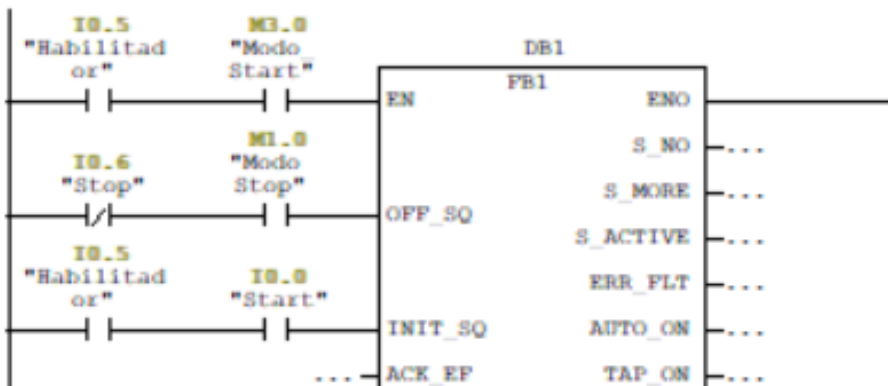 I0.5
"Habilitad
or"
M3.0
"Modo_
Start"
DB1
FB1
EN
ENO
S_NO
...
I0.6
"Stop"
M1.0
"Modo
Stop"
OFF_SQ
S_MORE
...
S_ACTIVE
...
I0.5
"Habilitad
or"
I0.0
"Start"
ERR_FLT
...
INIT_SQ
AUTO_ON
...
...
ACK_EF
TAP_ON
...